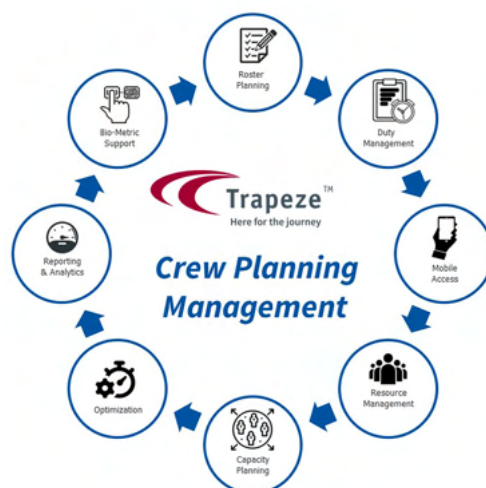 Roster
Planning
Duty
Management
Mobile
Access
Resource
Management
Capacity
Planning
Optimization
Reporting
& Analytics
Bio-Metric
Support
Trapeze™
Here for the journey
Crew Planning
Management